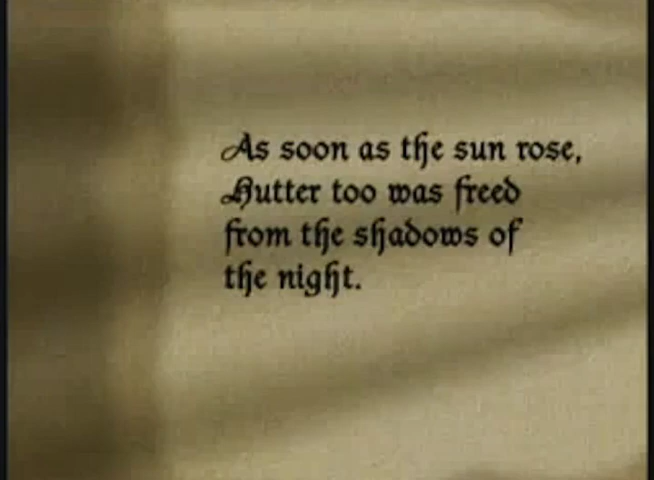 As soon as the sun rose,
Hutter too was freed
from the shadows of
the night.